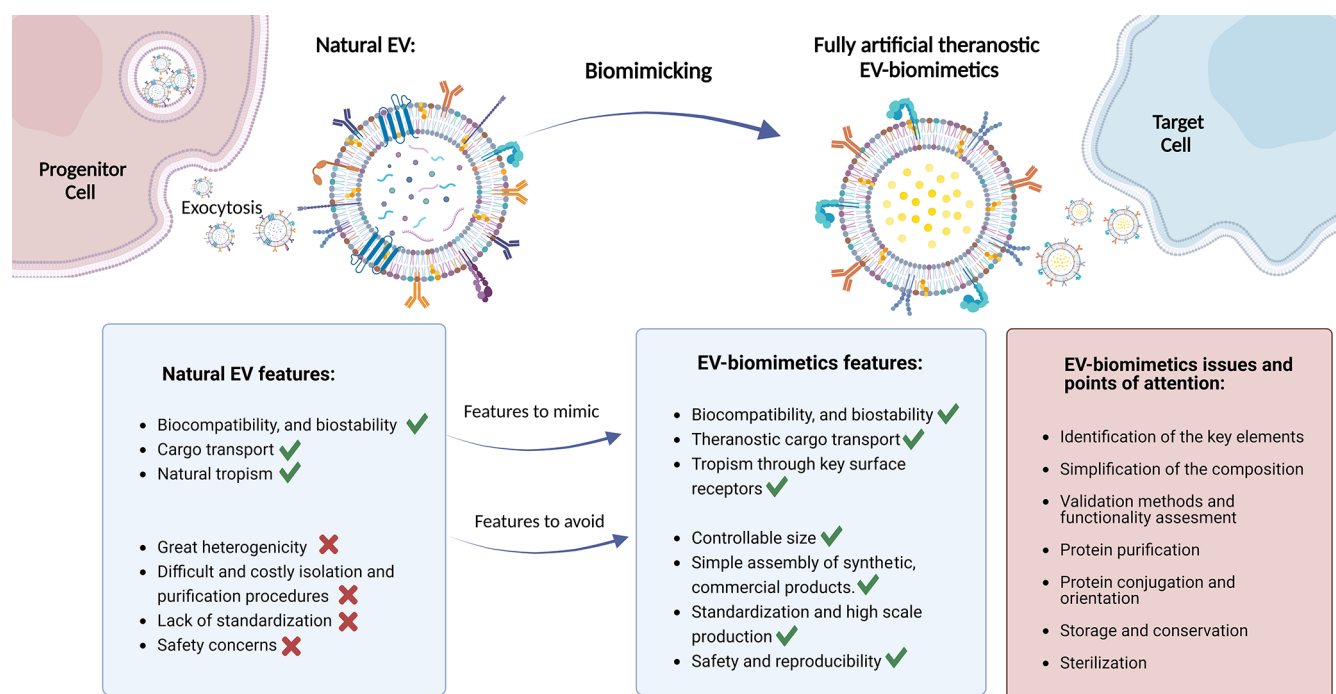 Natural EV:
Fully artificial theranostic
EV-biomimetics
Biomimicking
Progenitor
Cell
Exocytosis
Target
Cell
Natural EV features:
Biocompatibility, and biostability
Cargo transport
Natural tropism
Great heterogenicity
Difficult and costly isolation and
purification procedures
Lack of standardization
Safety concerns
Features to mimic
Features to avoid
EV-biomimetics features:
Biocompatibility, and biostability
Theranostic cargo transport
Tropism through key surface
receptors
Controllable size
Simple assembly of synthetic,
commercial products.
Standardization and high scale
production
Safety and reproducibility
EV-biomimetics issues and
points of attention:
Identification of the key elements
Simplification of the composition
Validation methods and
functionality assesment
Protein purification
Protein conjugation and
orientation
Storage and conservation
Sterilization